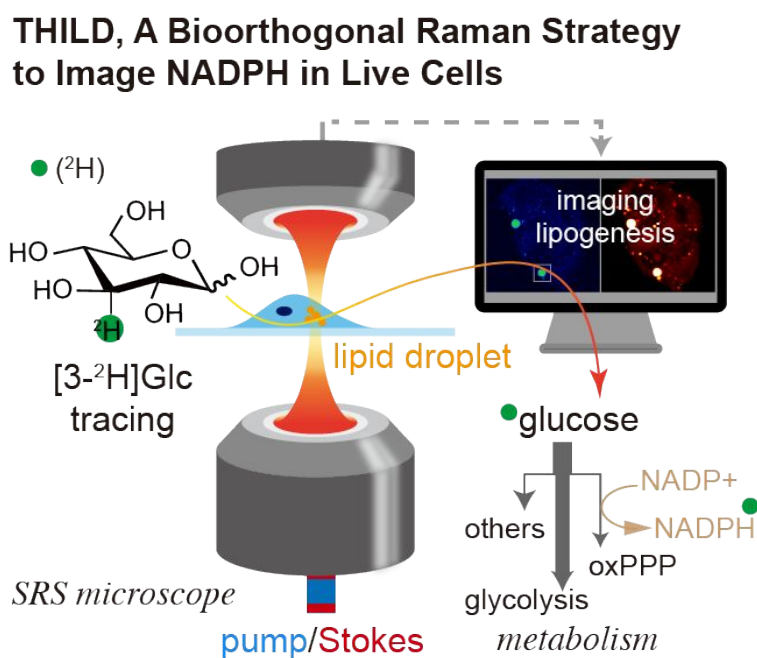 THILD, A Bioorthogonal Raman Strategy
to Image NADPH in Live Cells
(²H)
OH
O
HO
OH
HO
OH
²H
[3-²H]Glc
tracing
imaging
lipogenesis
lipid droplet
glucose
NADP+
NADPH
others
oxPPP
glycolysis
SRS microscope
pump/Stokes
metabolism